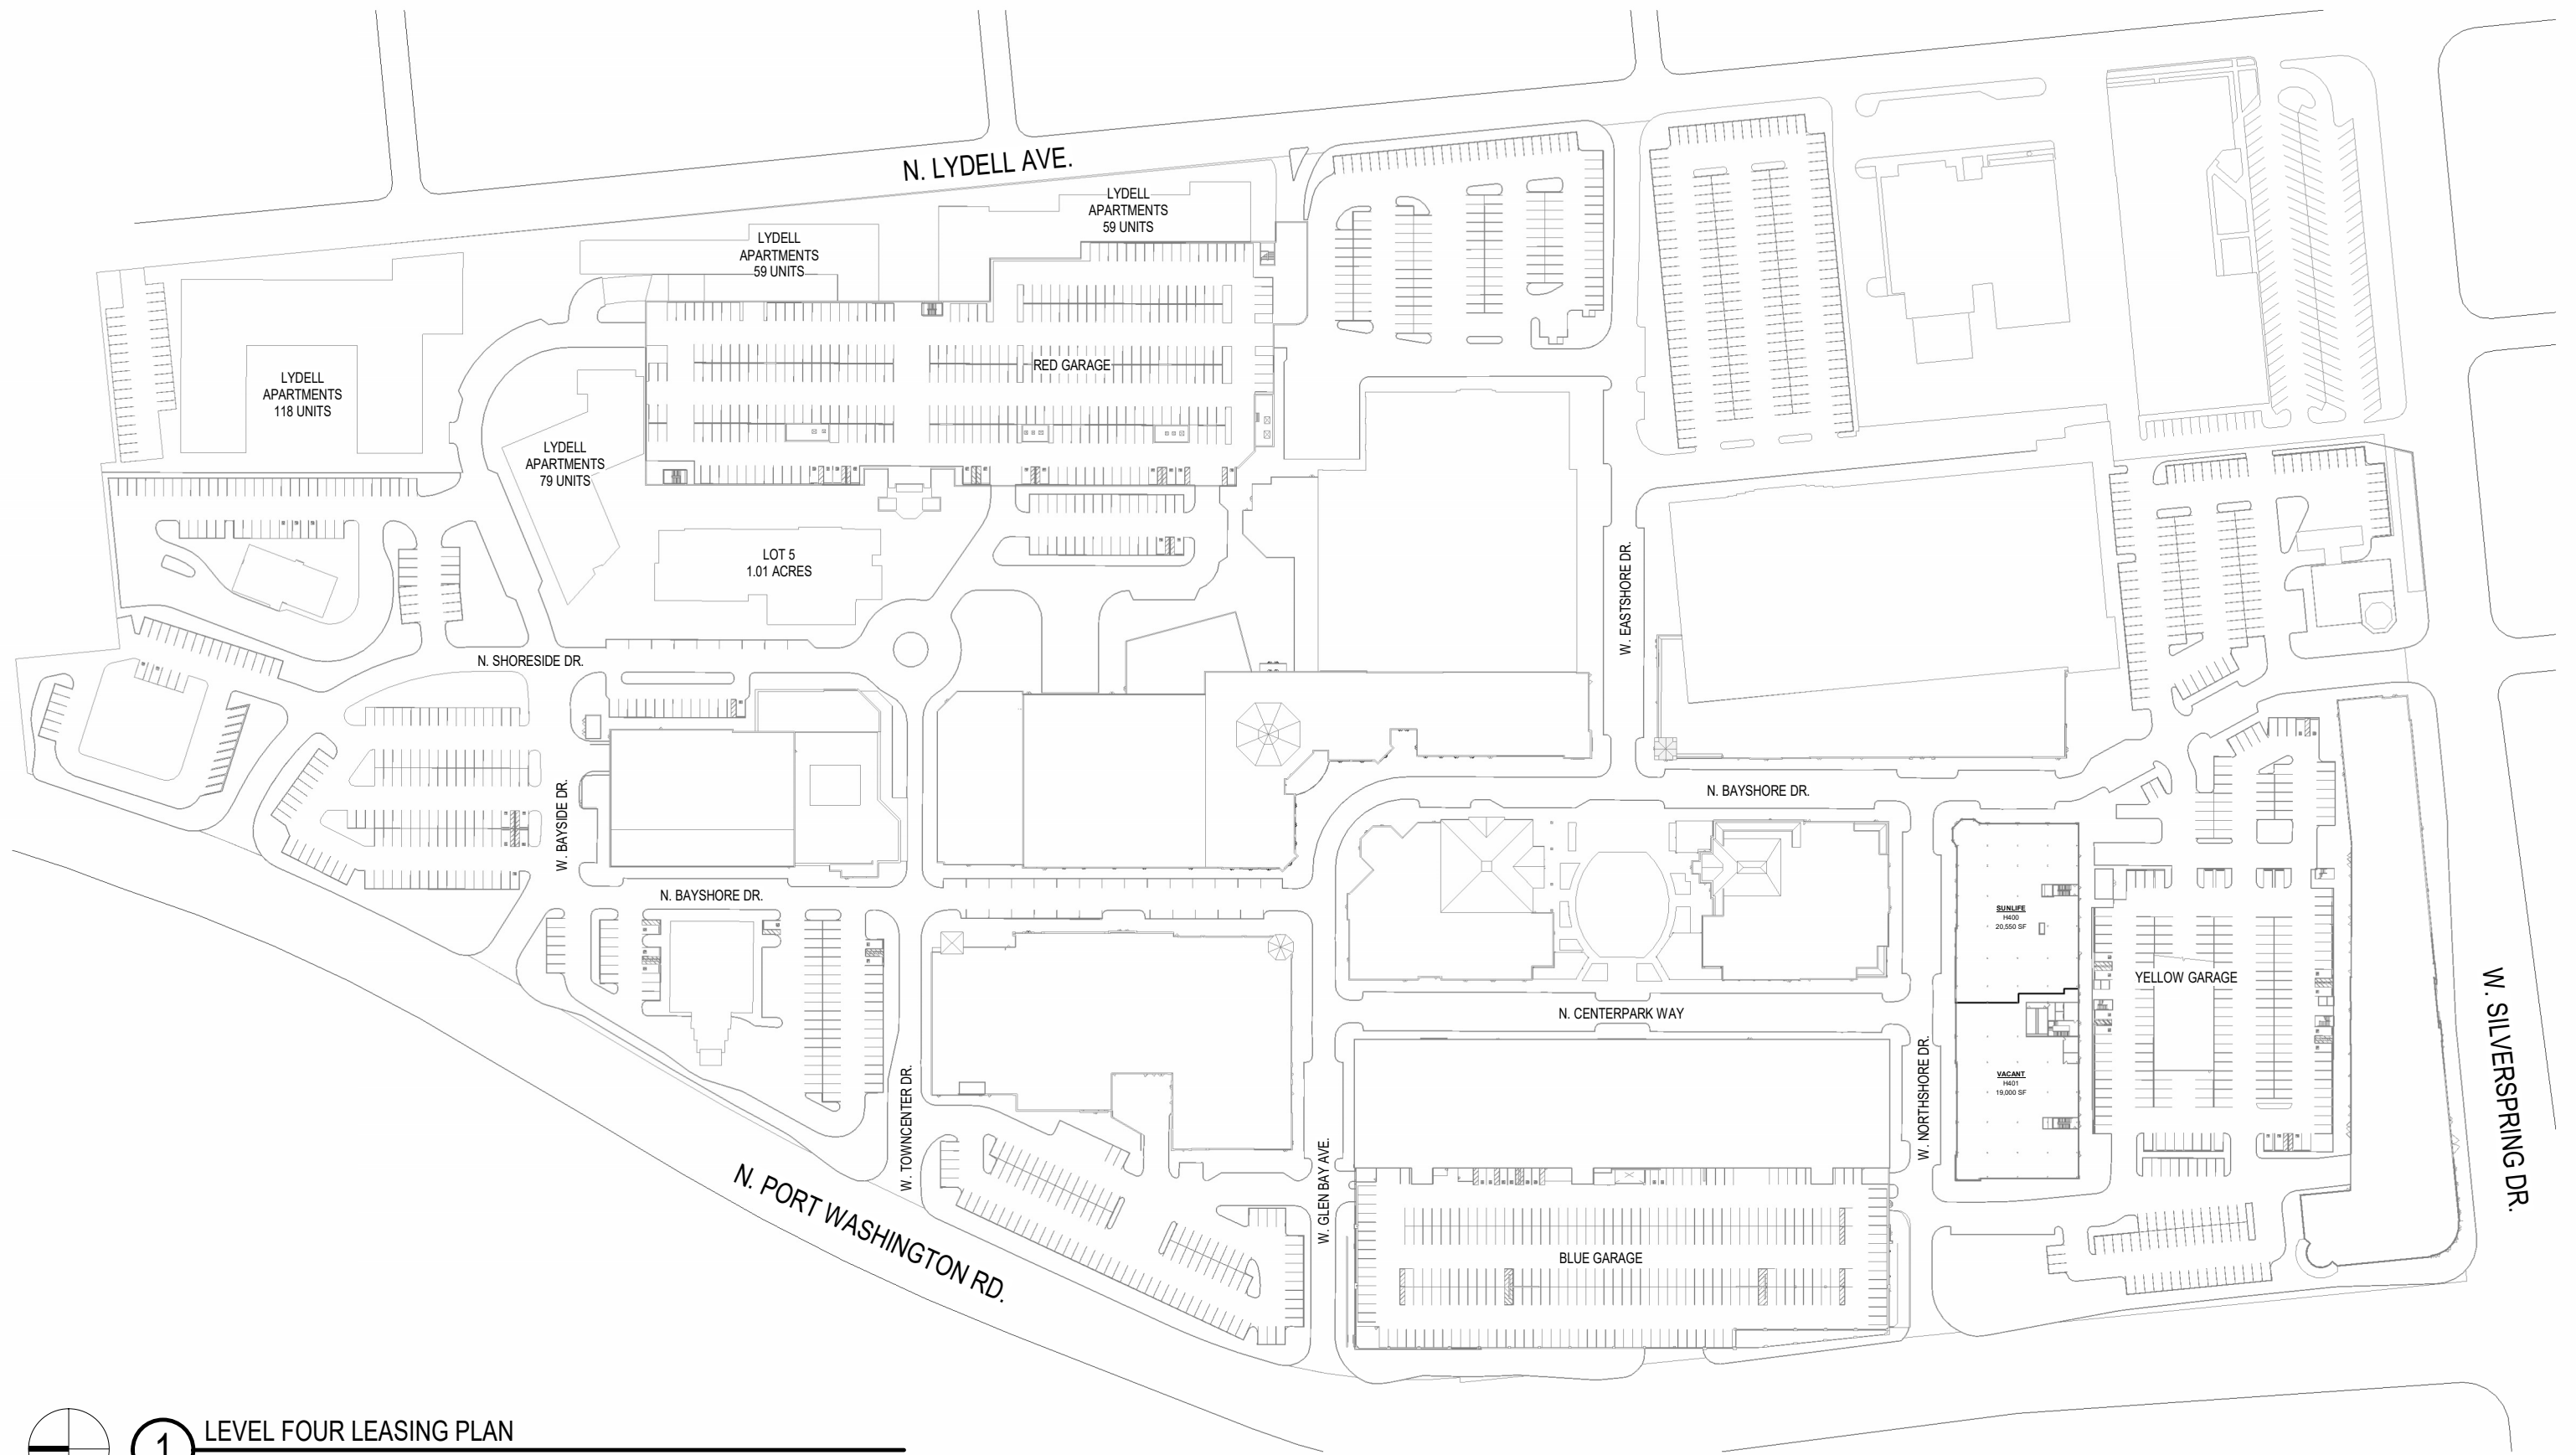 N. LYDELL AVE.
LYDELL
APARTMENTS
59 UNITS
LYDELL
APARTMENTS
59 UNITS
RED GARAGE
LYDELL
APARTMENTS
118 UNITS
LYDELL
APARTMENTS
79 UNITS
LOT 5
1.01 ACRES
W. EASTSHORE DR.
N. SHORESIDE DR.
N. BAYSHORE DR.
W. BAYSIDE DR.
N. BAYSHORE DR.
SUNLIFE
H400
20,550 SF
YELLOW GARAGE
N. CENTERPARK WAY
VACANT
H401
19,000 SF
W. NORTHSHORE DR.
W. SILVERSPRING DR.
W. TOWNCENTER DR.
W. GLEN BAY AVE.
N. PORT WASHINGTON RD.
BLUE GARAGE
1
LEVEL FOUR LEASING PLAN